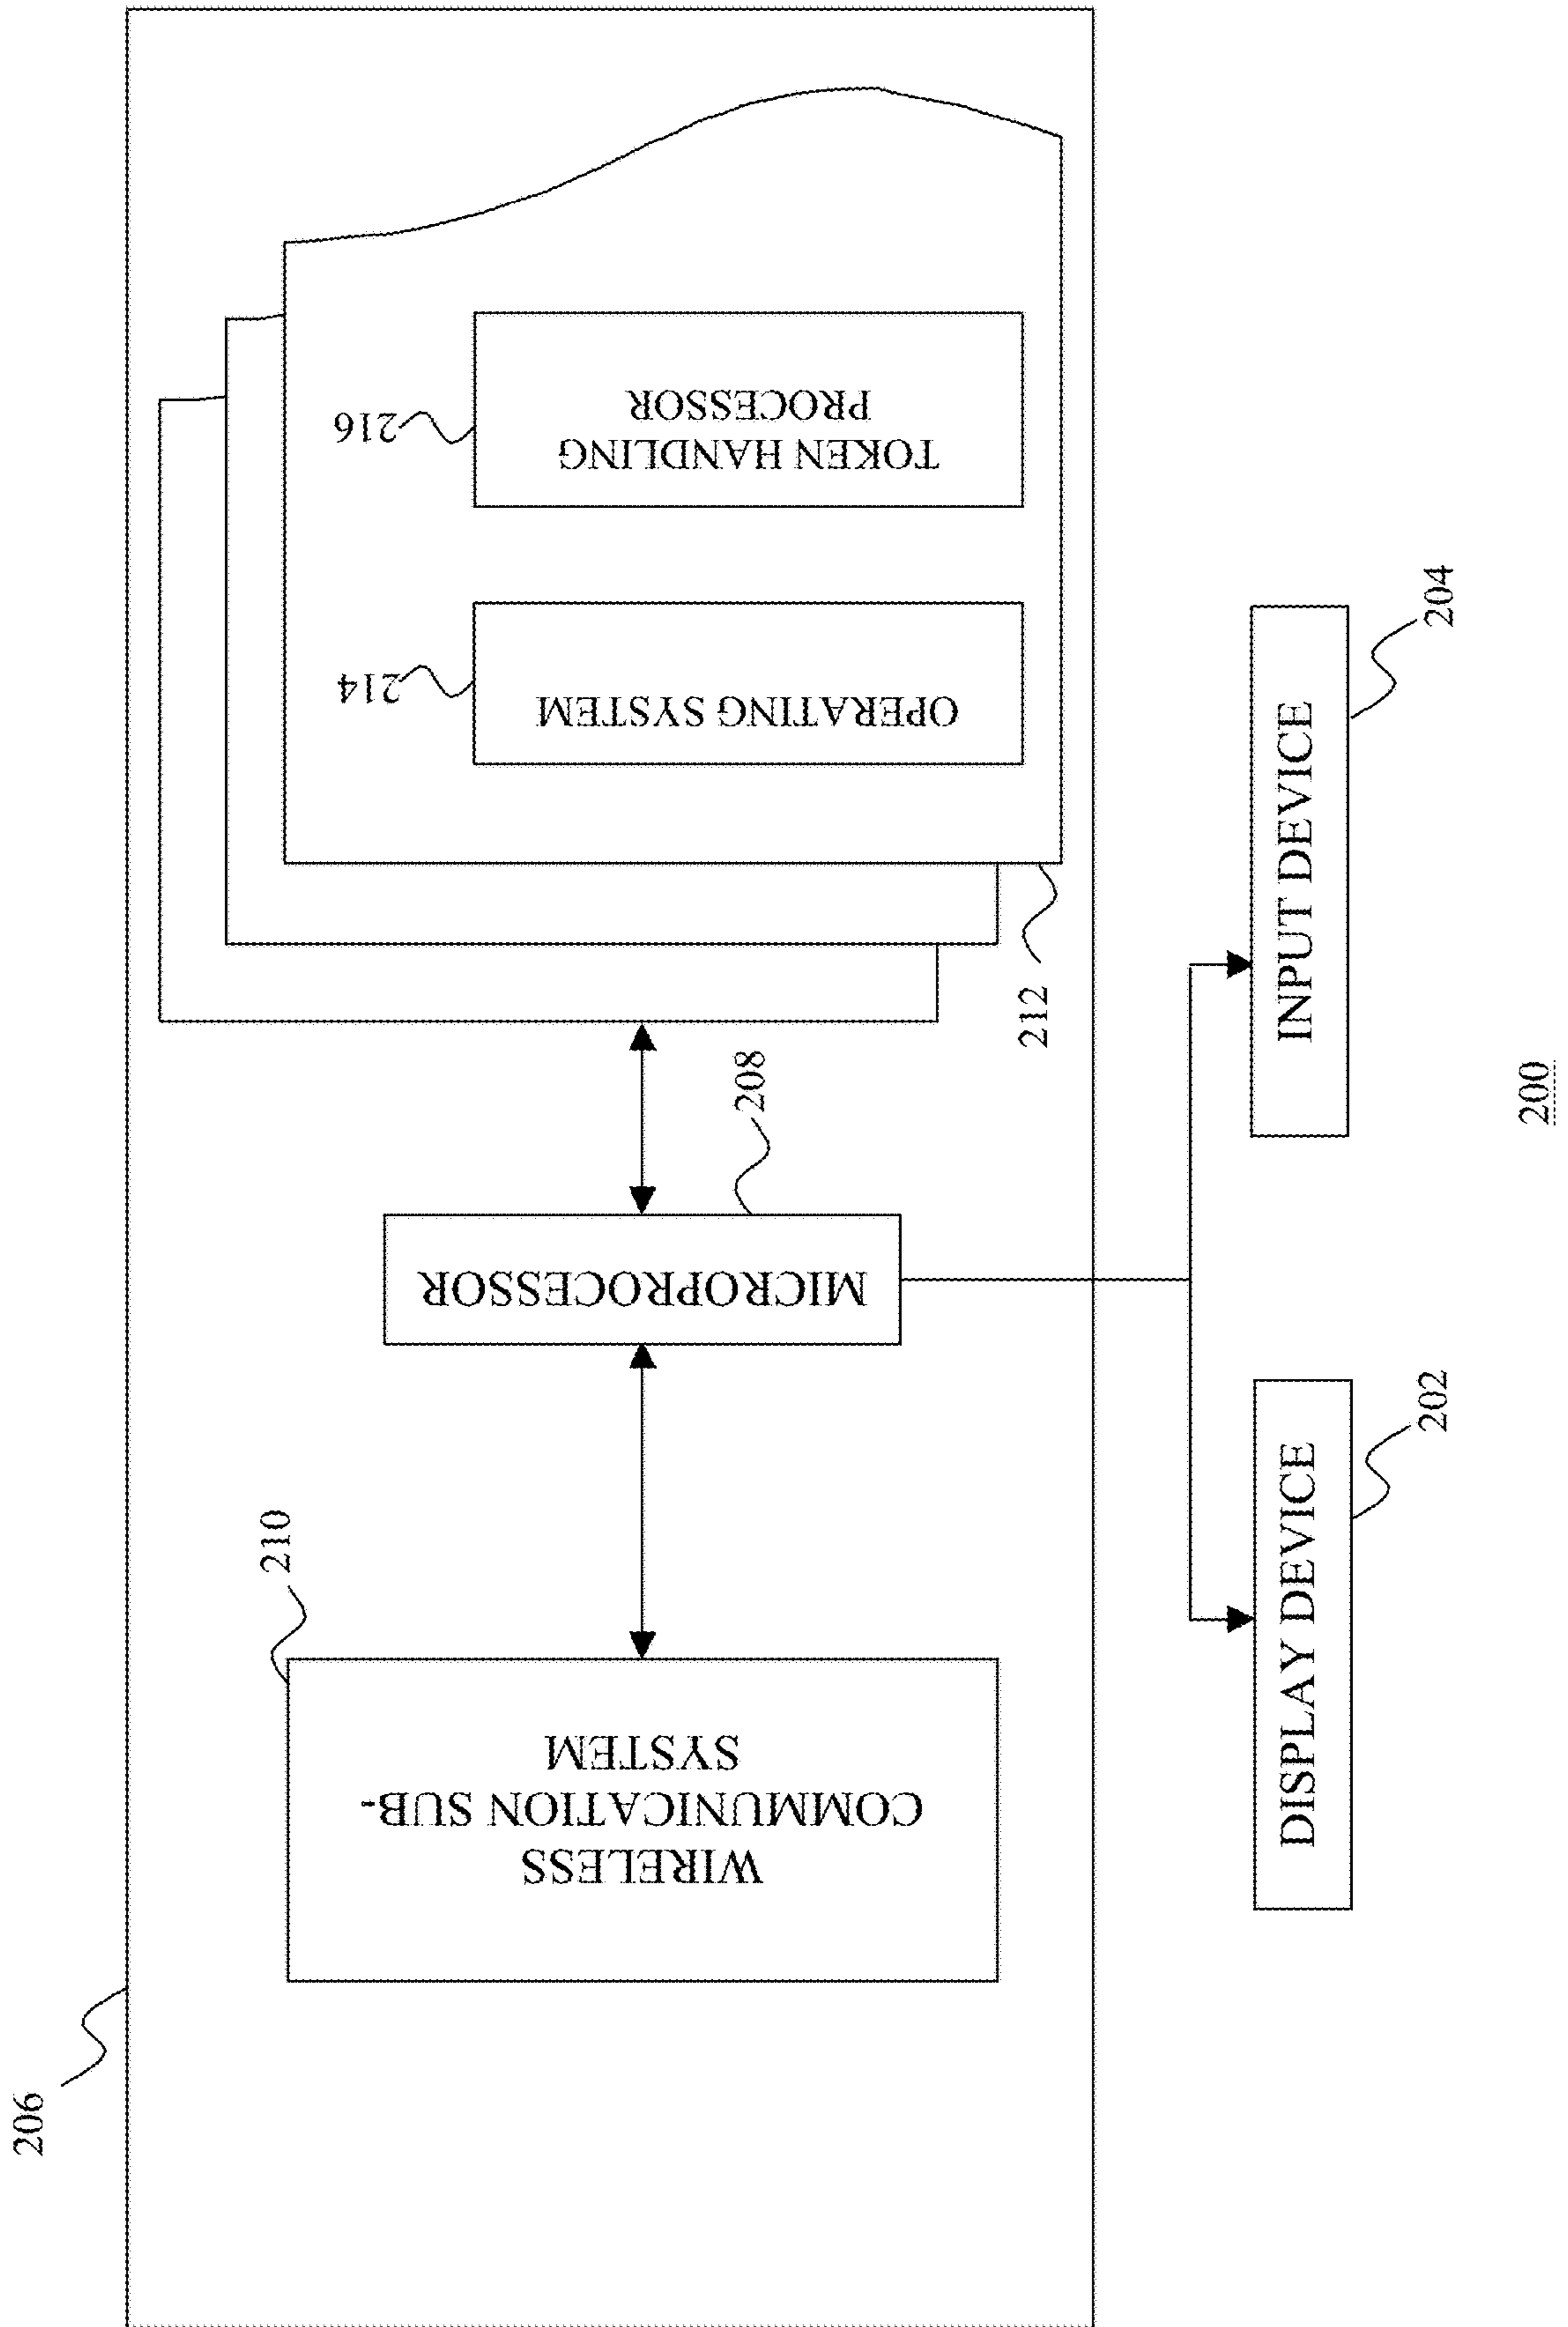 206
210
WIRELESS
COMMUNICATION SUB-
SYSTEM
MICROPROCESSOR
208
212
214
OPERATING SYSTEM
216
TOKEN HANDLING
PROCESSOR
DISPLAY DEVICE
202
INPUT DEVICE
204
200